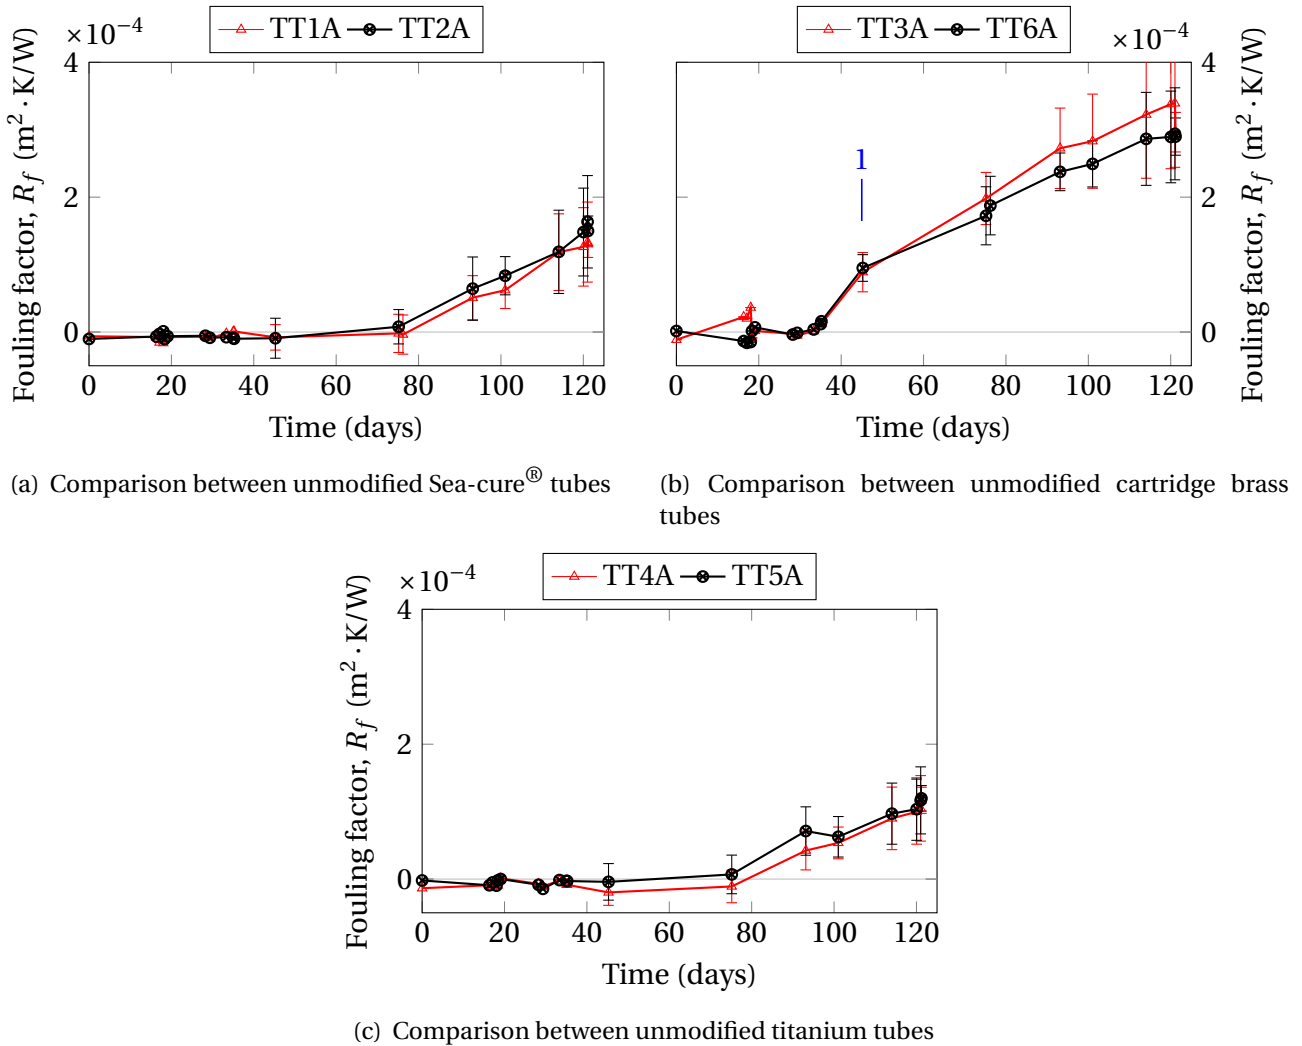 ×10⁻⁴
TT1A TT2A
Fouling factor, R_f (m²·K/W)
4
2
0
0 20 40 60 80 100 120
Time (days)
(a) Comparison between unmodified Sea-cure® tubes
TT3A TT6A
×10⁻⁴
1
4
2
0
Fouling factor, R_f (m²·K/W)
0 20 40 60 80 100 120
Time (days)
(b) Comparison between unmodified cartridge brass
tubes
×10⁻⁴
TT4A TT5A
Fouling factor, R_f (m²·K/W)
4
2
0
0 20 40 60 80 100 120
Time (days)
(c) Comparison between unmodified titanium tubes